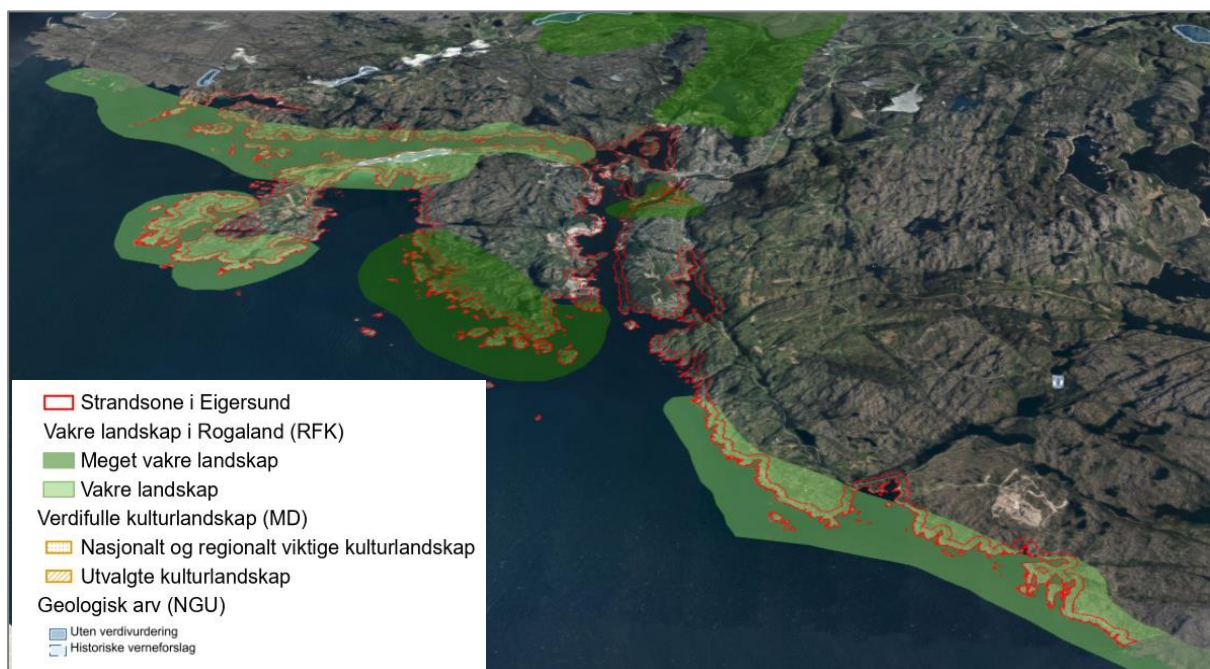 Strandsone i Eigersund
Vakre landskap i Rogaland (RFK)
Meget vakre landskap
Vakre landskap
Verdifulle kulturlandskap (MD)
Nasjonalt og regionalt viktige kulturlandskap
Utvalgte kulturlandskap
Geologisk arv (NGU)
Uten verdivurdering
Historiske verneforslag